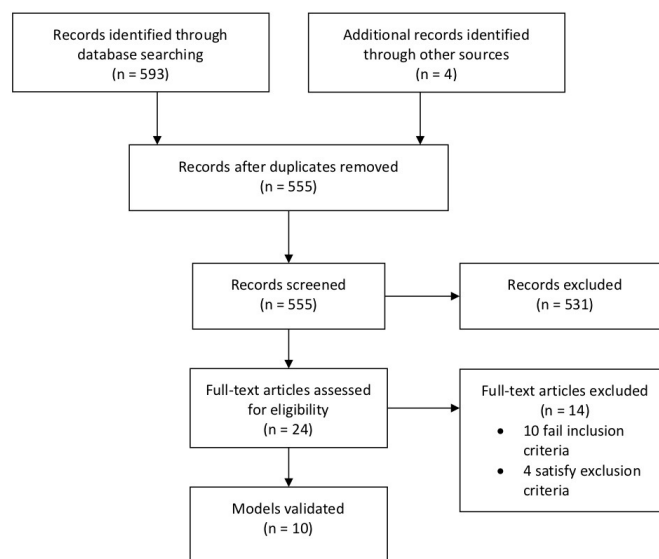 Records identified through
database searching
(n = 593)
Additional records identified
through other sources
(n = 4)
Records after duplicates removed
(n = 555)
Records screened
(n = 555)
Records excluded
(n = 531)
Full-text articles assessed
for eligibility
(n = 24)
Full-text articles excluded
(n = 14)
• 10 fail inclusion
criteria
• 4 satisfy exclusion
criteria
Models validated
(n = 10)